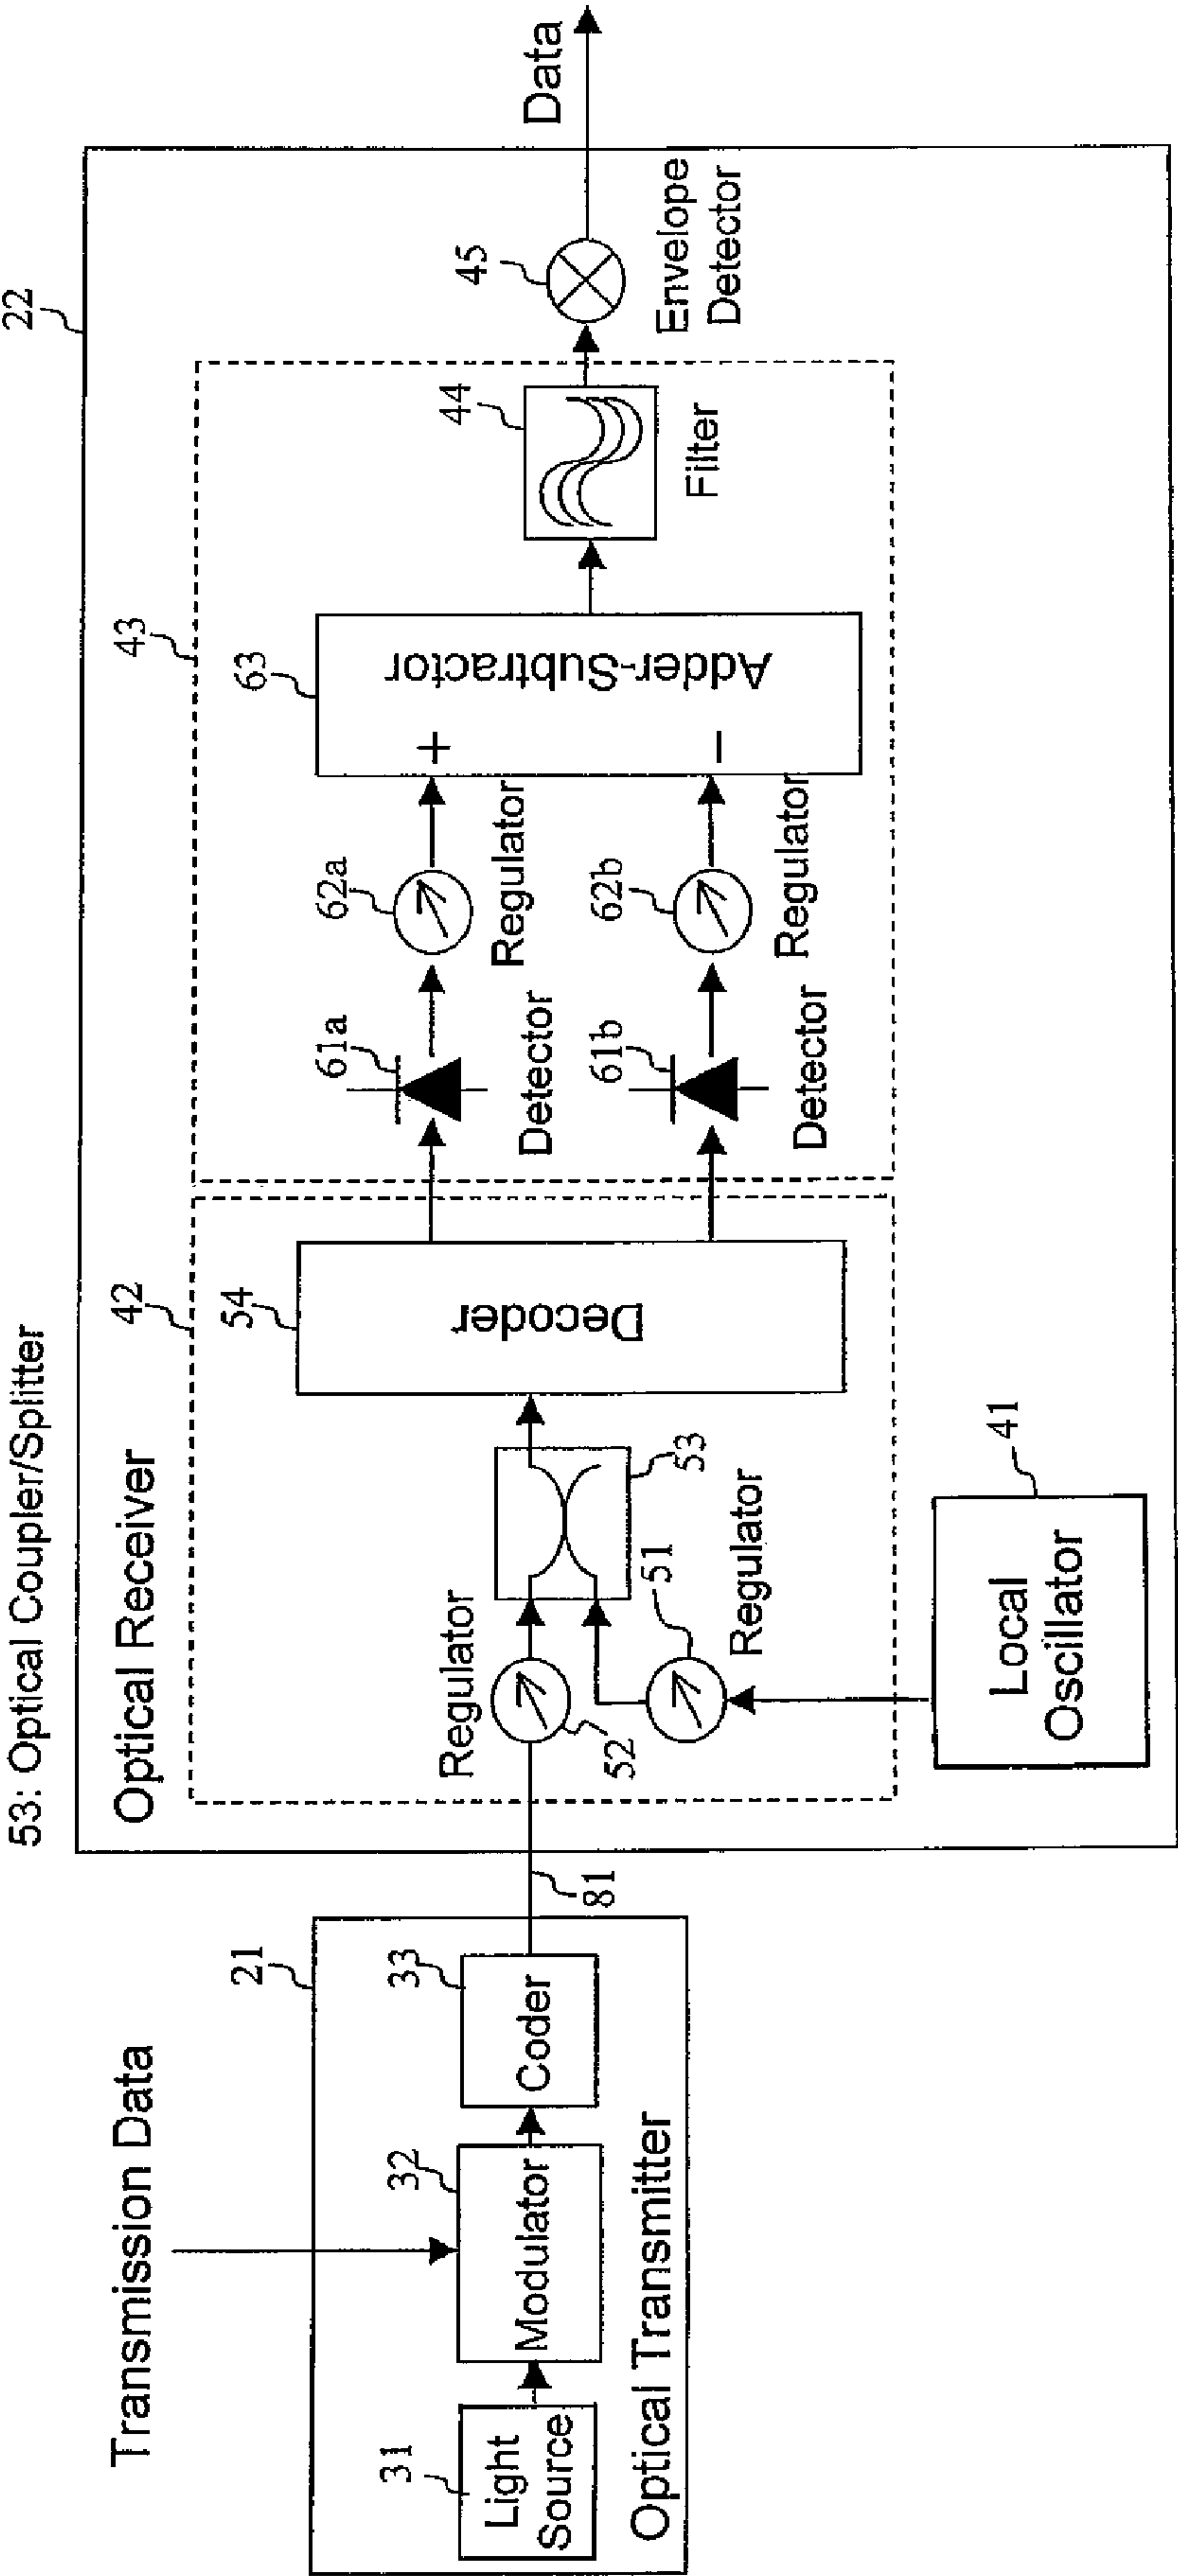 53: Optical Coupler/Splitter
Transmission Data
21
31
Light
Source
32
Modulator
33
Coder
Optical Transmitter
81
22
Optical Receiver
42
Regulator
52
51
Regulator
53
54
Decoder
41
Local
Oscillator
43
61a
Detector
62a
Regulator
61b
Detector
62b
Regulator
63
+
−
Adder-Subtractor
44
Filter
45
Envelope
Detector
Data